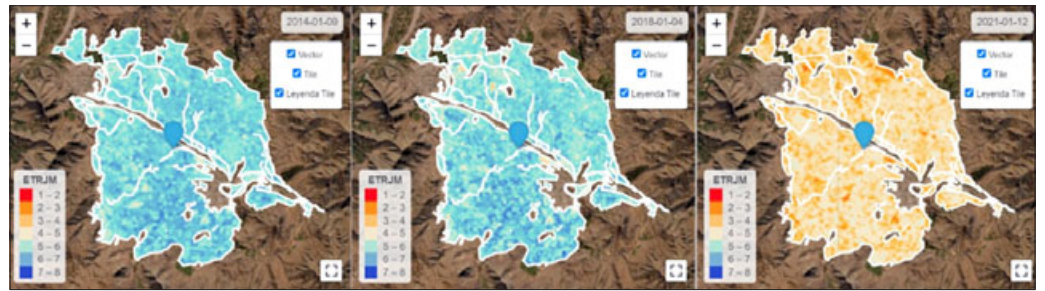 +
−
2014-01-09
Vector
Tile
Leyenda Tile
ETRJM
1 – 2
2 – 3
3 – 4
4 – 5
5 – 6
6 – 7
7 – 8
+
−
2018-01-04
Vector
Tile
Leyenda Tile
ETRJM
1 – 2
2 – 3
3 – 4
4 – 5
5 – 6
6 – 7
7 – 8
+
−
2021-01-12
Vector
Tile
Leyenda Tile
ETRJM
1 – 2
2 – 3
3 – 4
4 – 5
5 – 6
6 – 7
7 – 8